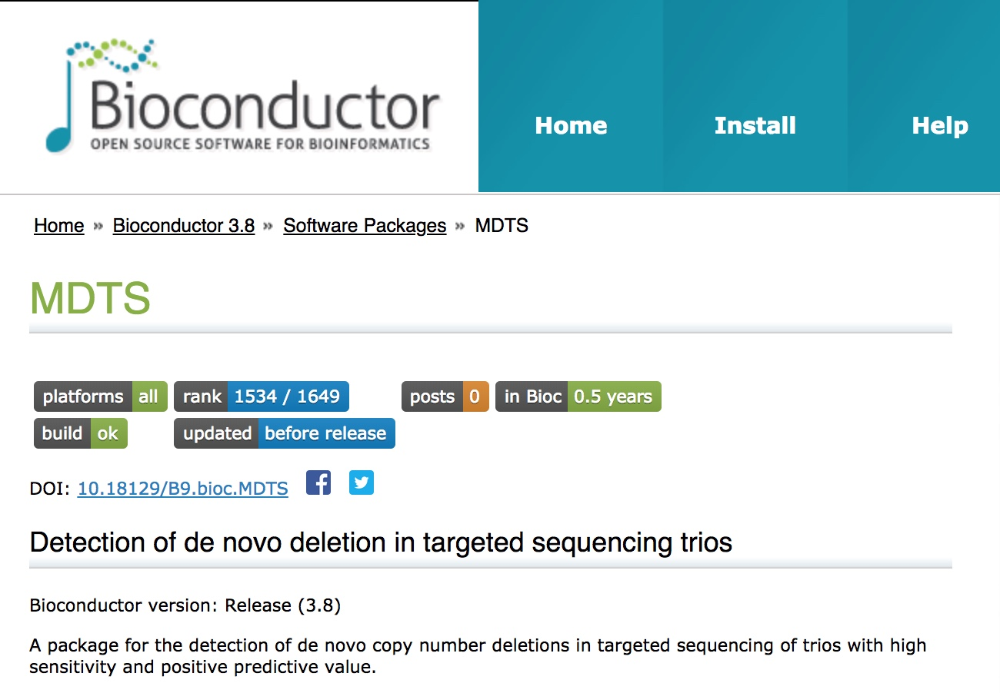 Bioconductor
OPEN SOURCE SOFTWARE FOR BIOINFORMATICS
Home Install Help
Home » Bioconductor 3.8 » Software Packages » MDTS
MDTS
platforms all rank 1534 / 1649 posts 0 in Bioc 0.5 years
build ok updated before release
DOI: 10.18129/B9.bioc.MDTS
Detection of de novo deletion in targeted sequencing trios
Bioconductor version: Release (3.8)
A package for the detection of de novo copy number deletions in targeted sequencing of trios with high
sensitivity and positive predictive value.